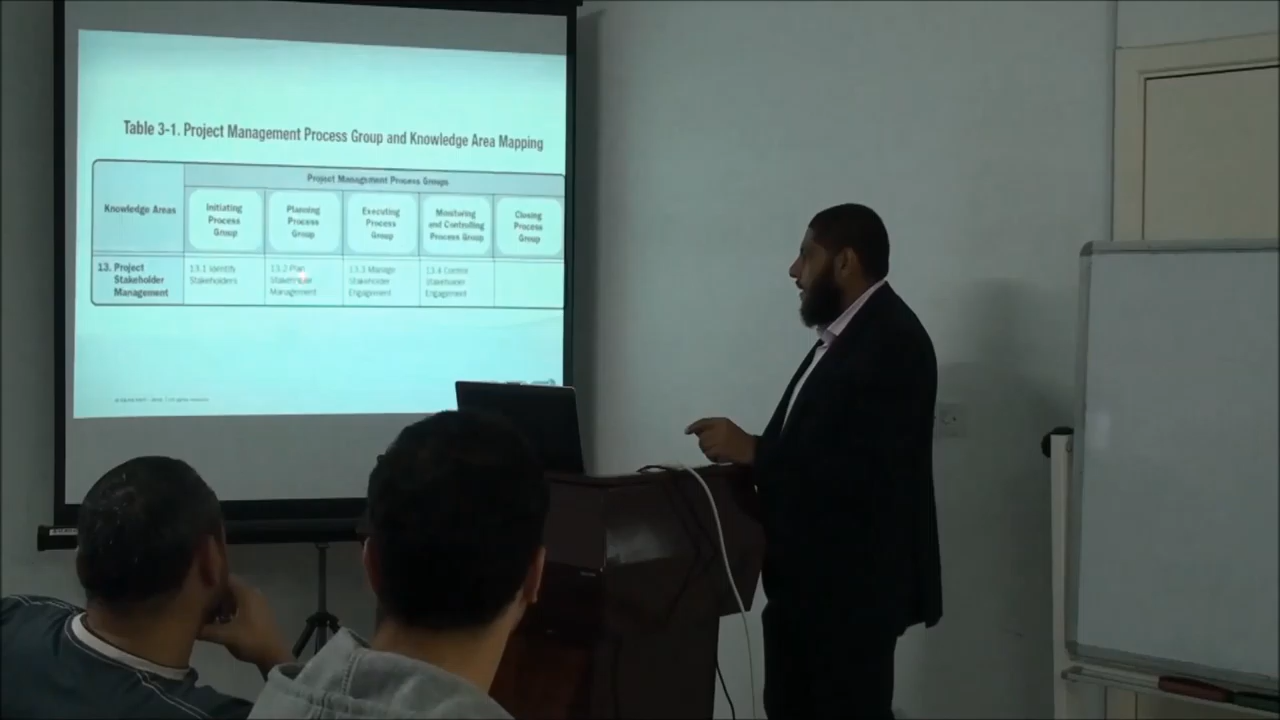 Table 3-1. Project Management Process Group and Knowledge Area Mapping
Project Management Process Groups
Knowledge Areas
Initiating
Process
Group
Planning
Process
Group
Executing
Process
Group
Monitoring
and Controlling
Process Group
Closing
Process
Group
13. Project
Stakeholder
Management
13.1 Identify
Stakeholders
13.2 Plan
Stakeholder
Management
13.3 Manage
Stakeholder
Engagement
13.4 Control
Stakeholder
Engagement